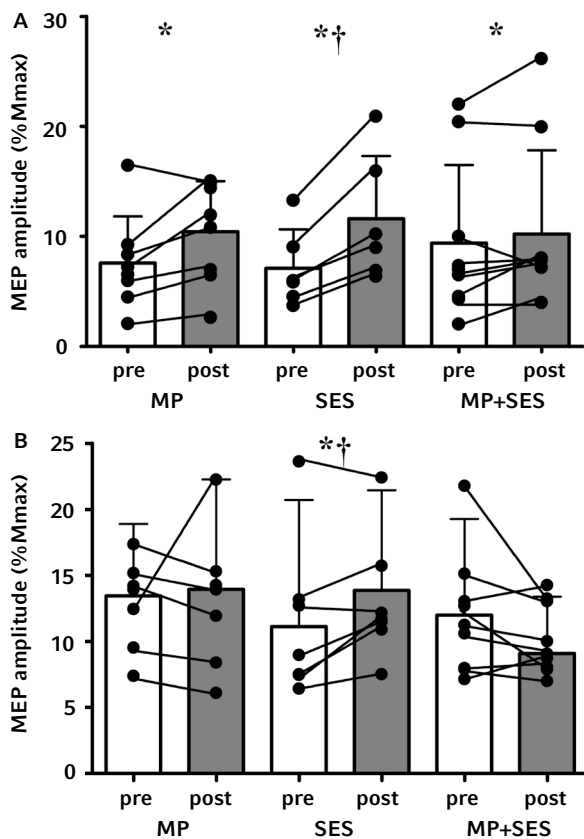 A
MEP amplitude (%Mmax)
30
20
10
0
* *† *
pre post pre post pre post
MP SES MP+SES
B
MEP amplitude (%Mmax)
25
20
15
10
5
0
*†
pre post pre post pre post
MP SES MP+SES